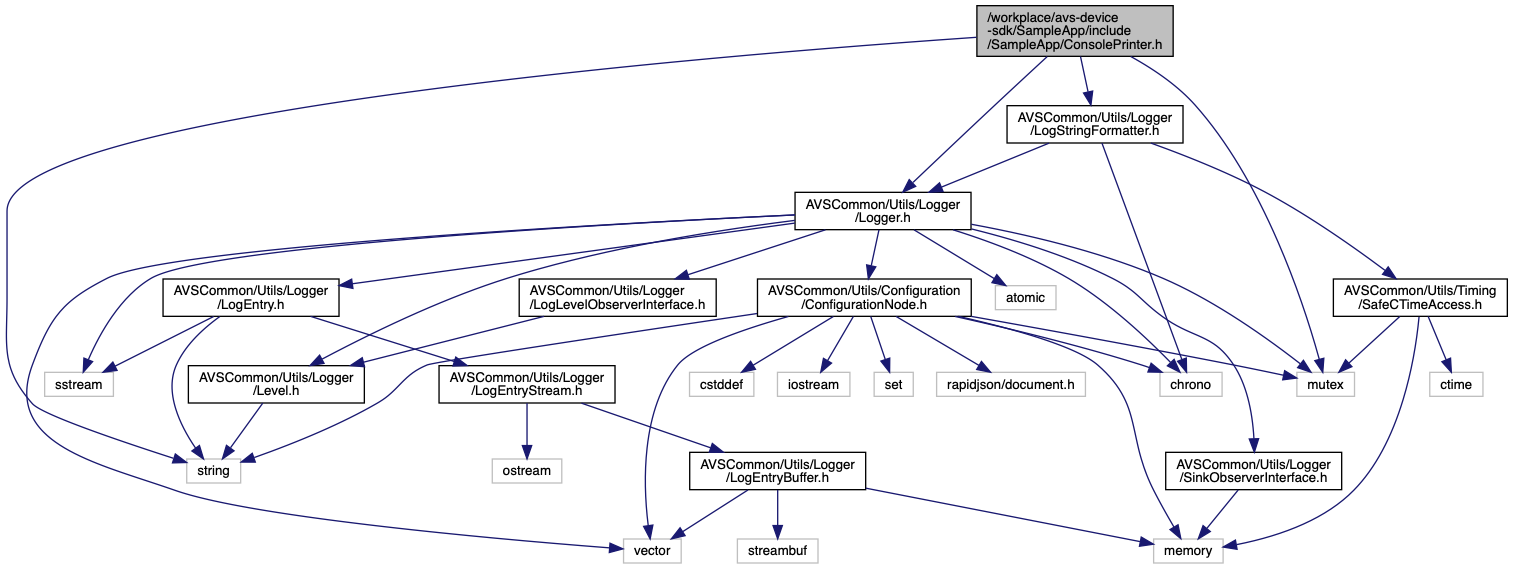 /workplace/avs-device
-sdk/SampleApp/include
/SampleApp/ConsolePrinter.h
AVSCommon/Utils/Logger
/LogStringFormatter.h
AVSCommon/Utils/Logger
/Logger.h
AVSCommon/Utils/Logger
/LogEntry.h
AVSCommon/Utils/Logger
/LogLevelObserverInterface.h
AVSCommon/Utils/Configuration
/ConfigurationNode.h
atomic
AVSCommon/Utils/Timing
/SafeCTimeAccess.h
sstream
AVSCommon/Utils/Logger
/Level.h
AVSCommon/Utils/Logger
/LogEntryStream.h
cstddef
iostream
set
rapidjson/document.h
chrono
mutex
ctime
string
ostream
AVSCommon/Utils/Logger
/LogEntryBuffer.h
AVSCommon/Utils/Logger
/SinkObserverInterface.h
vector
streambuf
memory